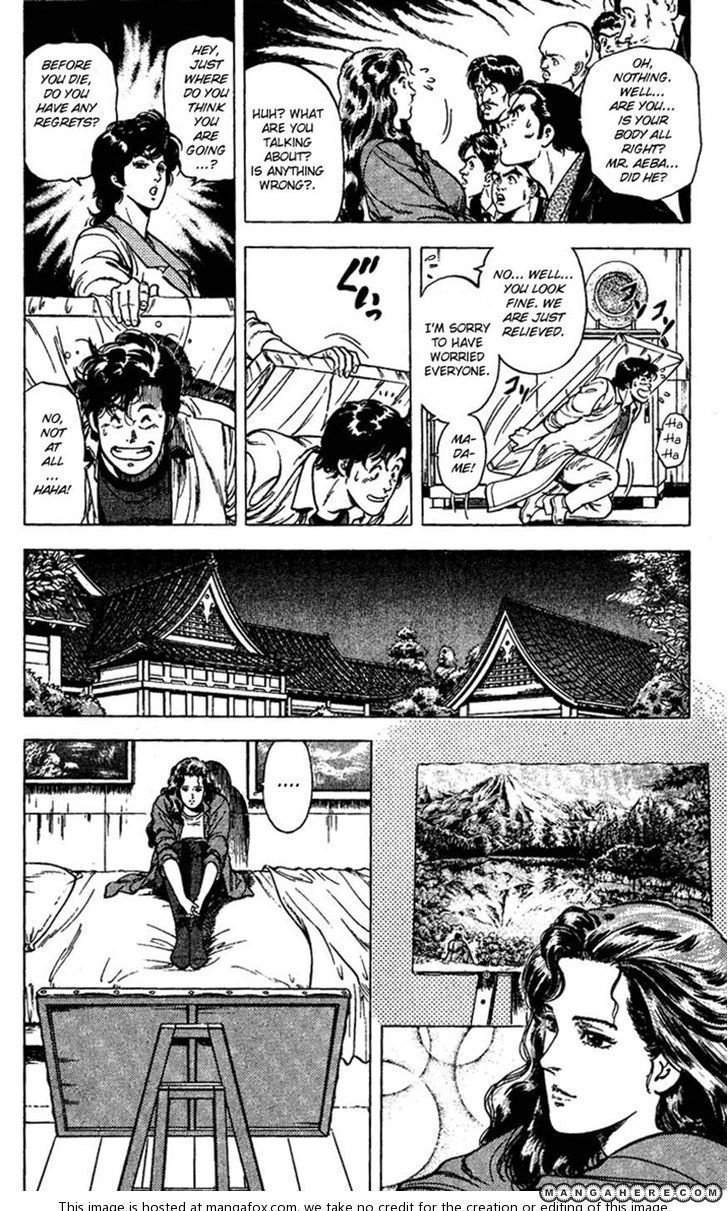 OH,
NOTHING.
WELL...
ARE YOU...
IS YOUR
BODY ALL
RIGHT?
MR. AEBA...
DID HE?
HUH? WHAT
ARE YOU
TALKING
ABOUT?
IS ANYTHING
WRONG?.
NO... WELL...
YOU LOOK
FINE. WE
ARE JUST
RELIEVED.
I'M SORRY
TO HAVE
WORRIED
EVERYONE.
MA-
DA-
ME!
Ha
Ha
Ha
ぐいっ
HEY,
JUST
WHERE
DO YOU
THINK
YOU
ARE
GOING
...?
BEFORE
YOU DIE,
DO YOU
HAVE ANY
REGRETS?
NO,
NOT
AT
ALL
...
HAHA!
....
MANGAHERE.COM
This image is hosted at mangafox.com. we take no credit for the creation or editing of this image.